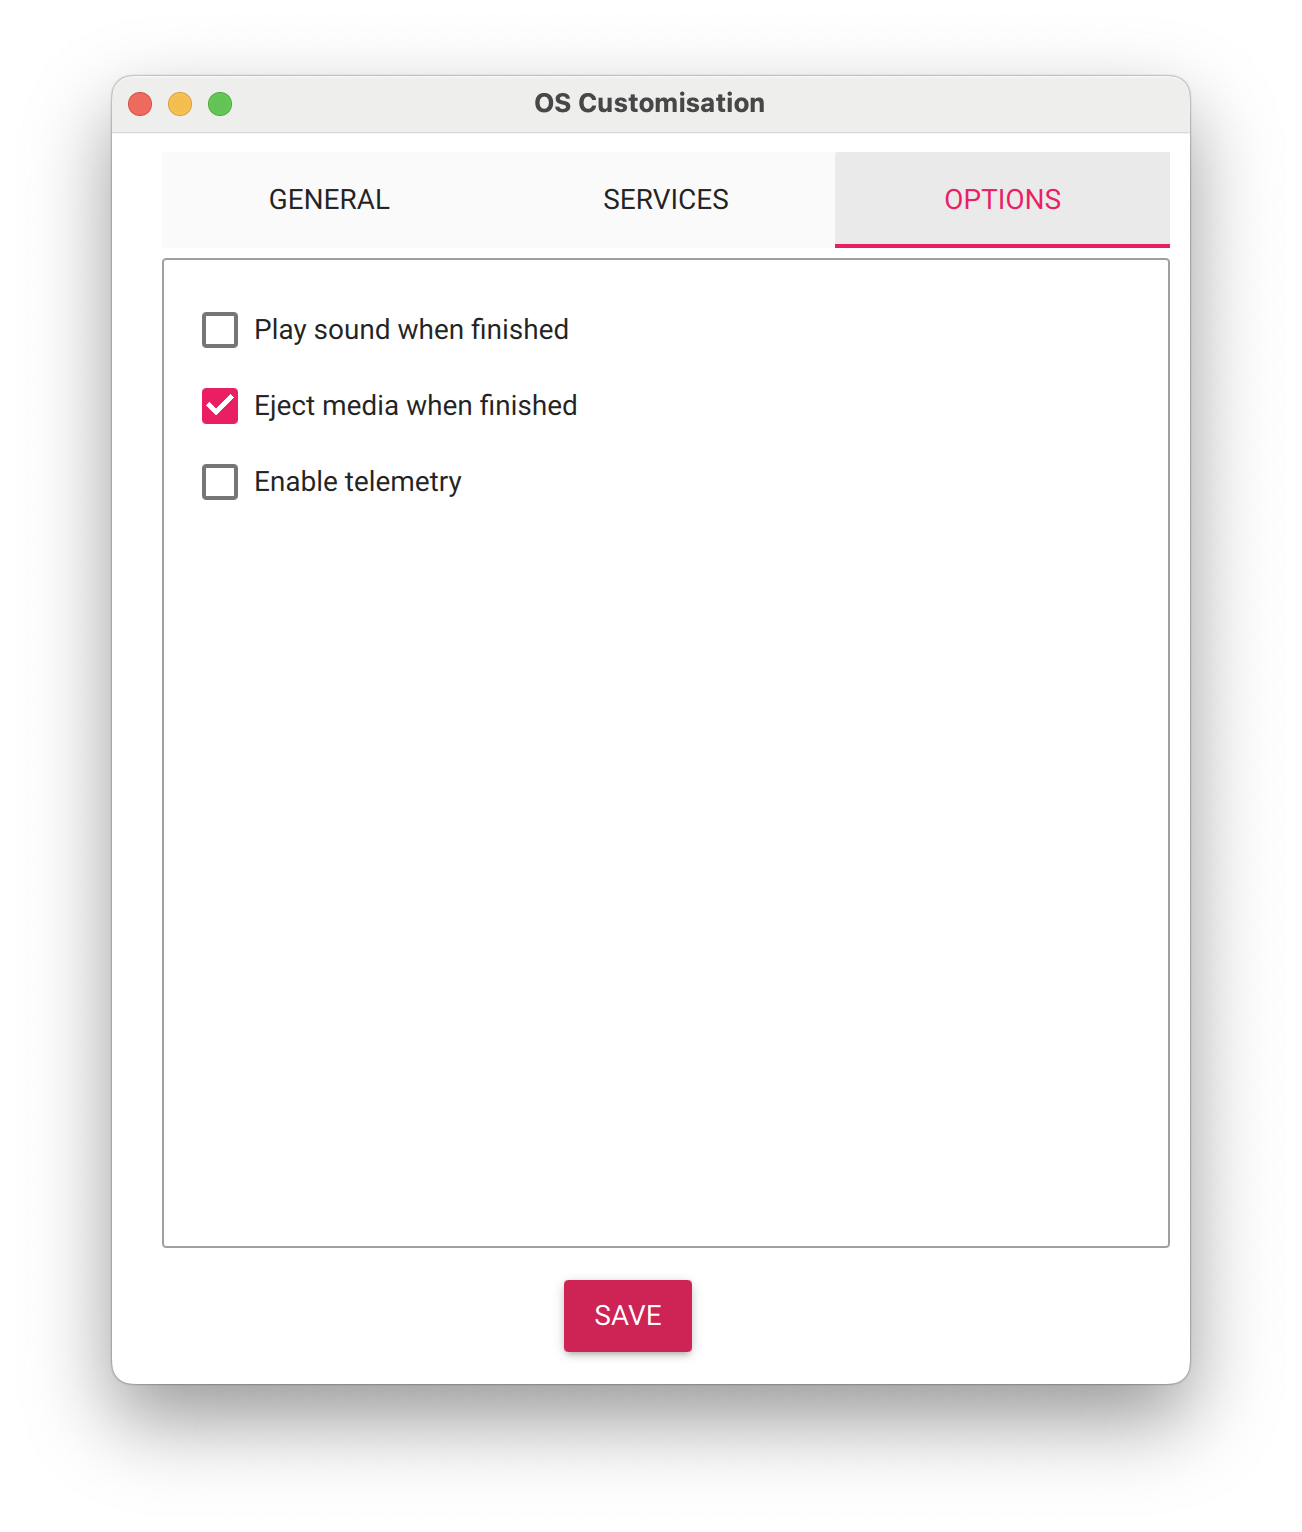 OS Customisation
GENERAL
SERVICES
OPTIONS
Play sound when finished
Eject media when finished
Enable telemetry
SAVE